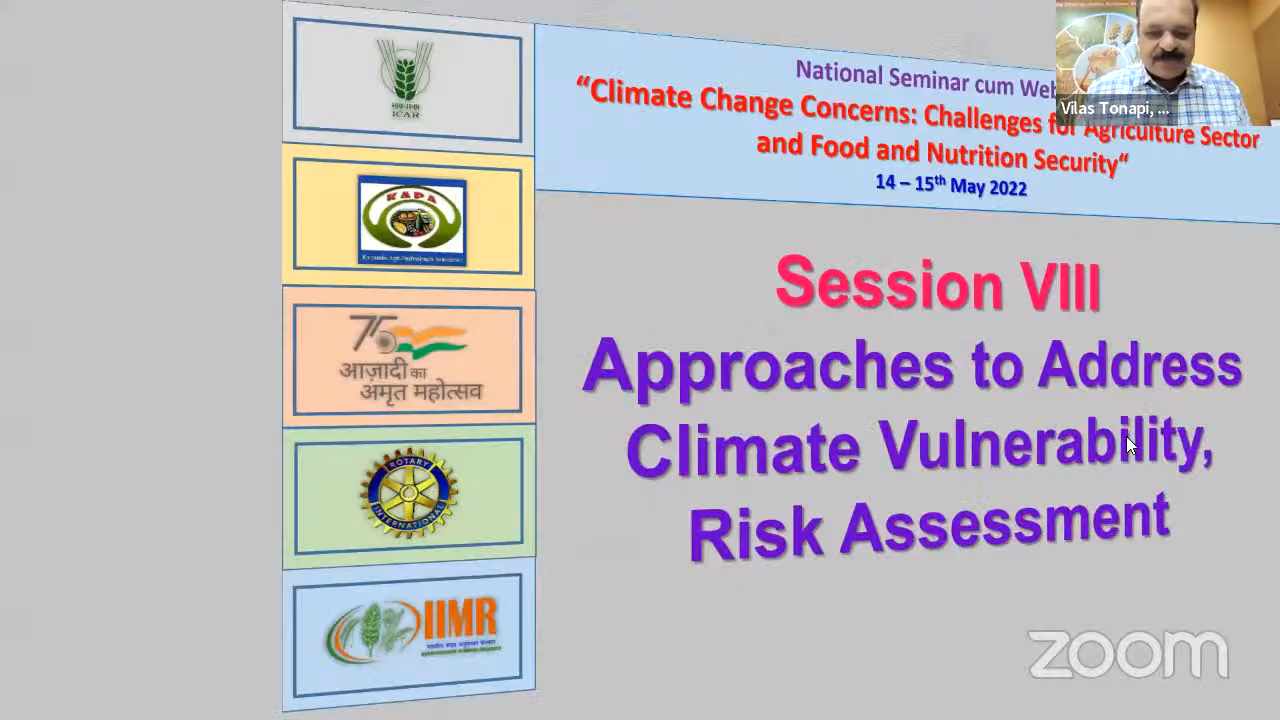 भाकृअनुप
ICAR
KAPA
आज़ादी का
अमृत महोत्सव
ROTARY
INTERNATIONAL
IIMR
National Seminar cum
“Climate Change Concerns: Challenges for Agriculture Sector
and Food and Nutrition Security“
14 – 15th May 2022
Vilas Tonapi, ...
Session VIII
Approaches to Address
Climate Vulnerability,
Risk Assessment
zoom